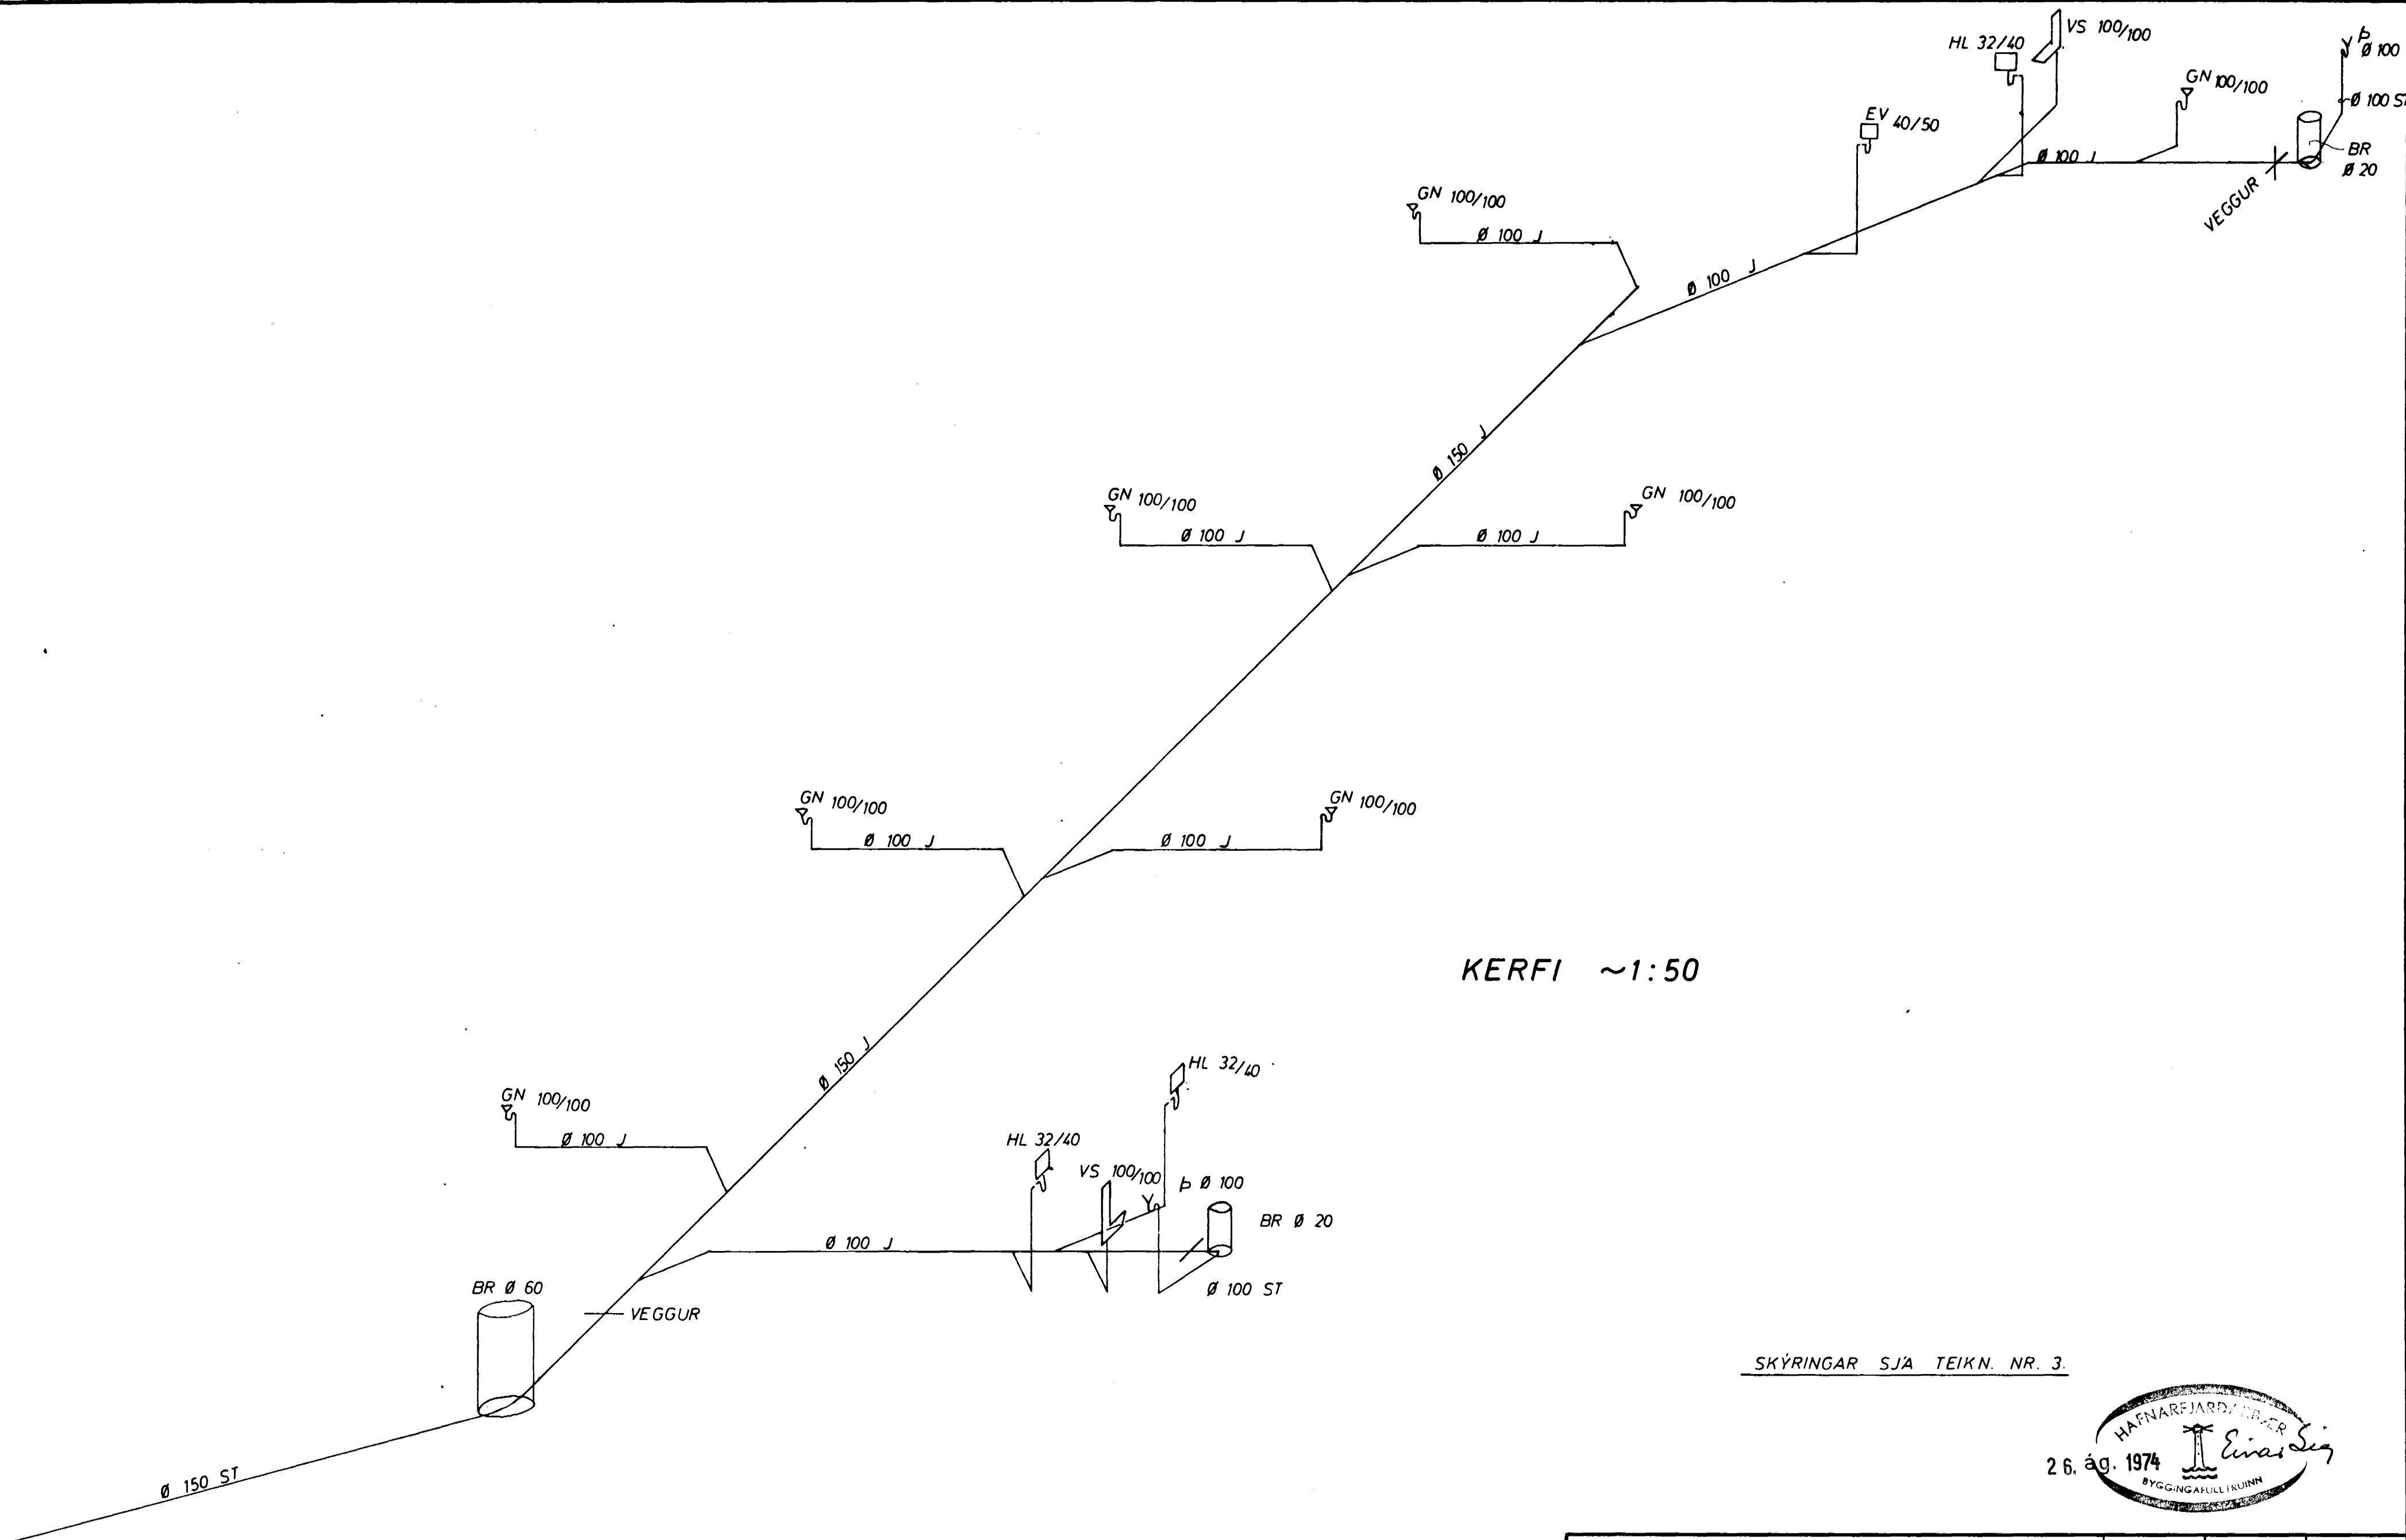 VS 100/100
HL 32/40
Þ
Ø 100
GN 100/100
Ø 100 ST
EV 40/50
BR
Ø 20
Ø 100 J
VEGGUR
GN 100/100
Ø 100 J
Ø 100 J
Ø 150 J
GN 100/100
GN 100/100
Ø 100 J
Ø 100 J
GN 100/100
GN 100/100
Ø 100 J
Ø 100 J
KERFI ~1:50
Ø 150 J
HL 32/40
GN 100/100
Ø 100 J
HL 32/40
VS 100/100
Þ Ø 100
BR Ø 20
Ø 100 J
Ø 100 ST
BR Ø 60
VEGGUR
SKÝRINGAR SJÁ TEIKN. NR. 3.
Ø 150 ST
HAFNARFJARÐARBÆR
Einar Sig
26. ág. 1974
BYGGINGAFULLTRÚINN